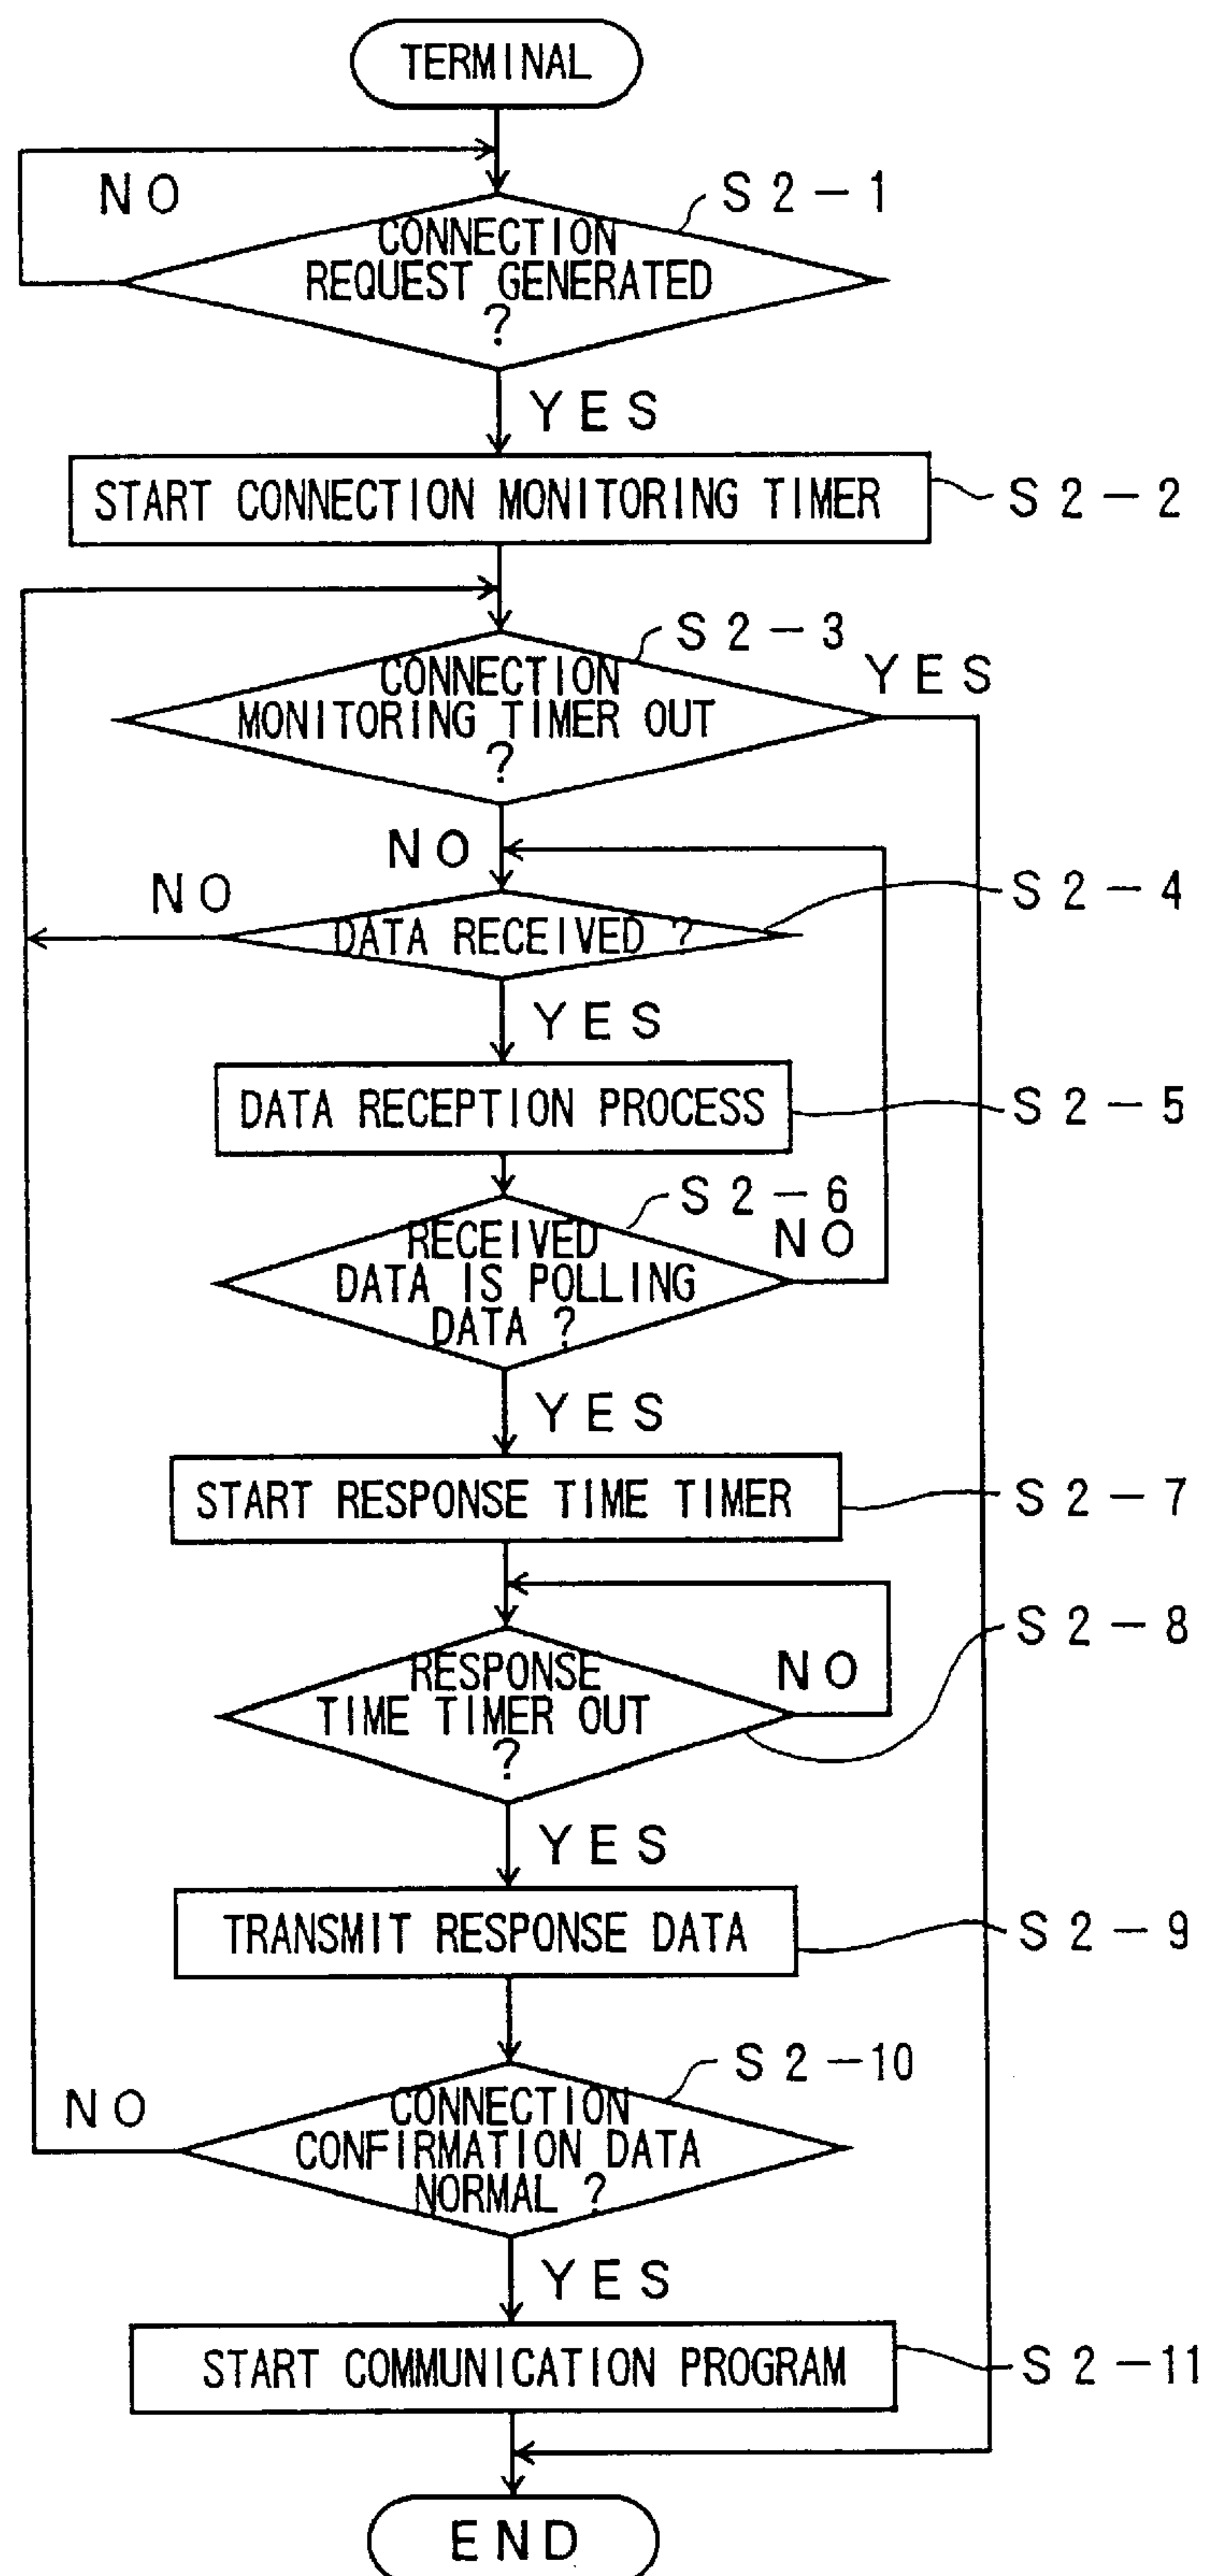 TERMINAL
NO
S2-1
CONNECTION
REQUEST GENERATED
?
YES
START CONNECTION MONITORING TIMER
S2-2
S2-3
YES
CONNECTION
MONITORING TIMER OUT
?
NO
NO
S2-4
DATA RECEIVED ?
YES
DATA RECEPTION PROCESS
S2-5
S2-6
NO
RECEIVED
DATA IS POLLING
DATA ?
YES
START RESPONSE TIME TIMER
S2-7
S2-8
RESPONSE
NO
TIME TIMER OUT
?
YES
TRANSMIT RESPONSE DATA
S2-9
S2-10
NO
CONNECTION
CONFIRMATION DATA
NORMAL ?
YES
START COMMUNICATION PROGRAM
S2-11
END